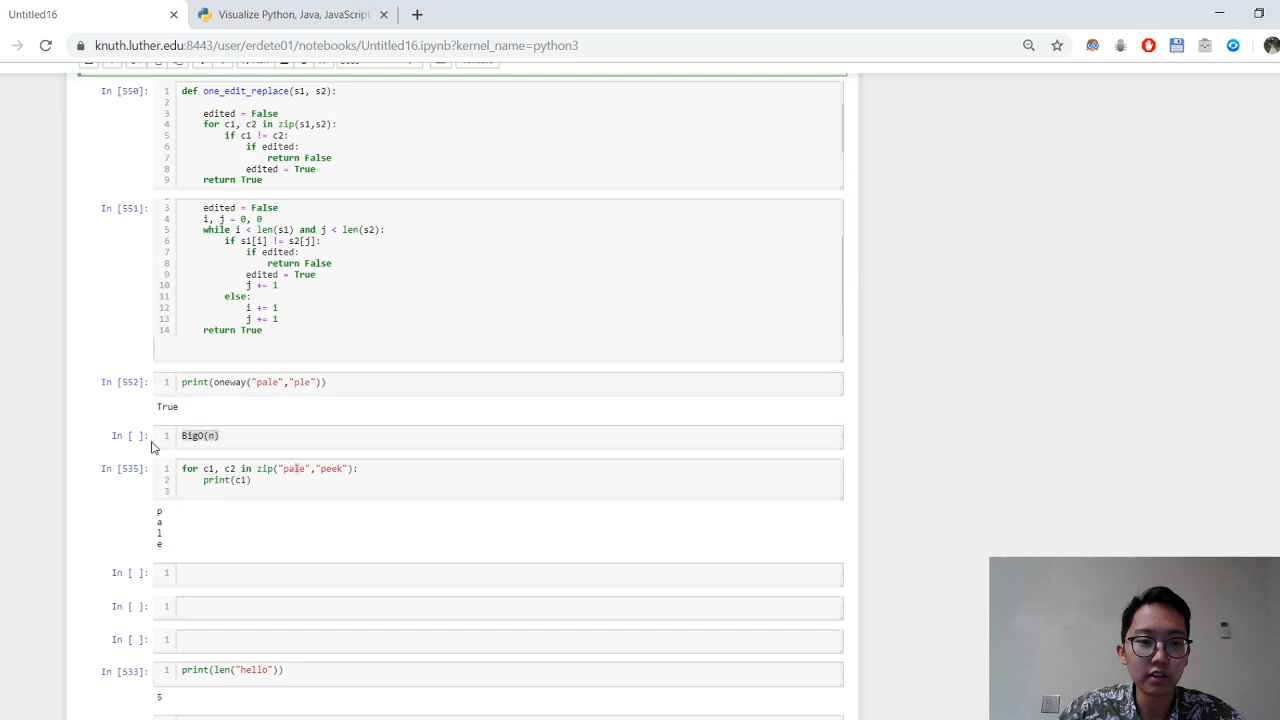 Untitled16
Visualize Python, Java, JavaScript
knuth.luther.edu:8443/user/erdete01/notebooks/Untitled16.ipynb?kernel_name=python3
In [550]:
1 def one_edit_replace(s1, s2):
2
3 edited = False
4 for c1, c2 in zip(s1,s2):
5 if c1 != c2:
6 if edited:
7 return False
8 edited = True
9 return True
In [551]:
3 edited = False
4 i, j = 0, 0
5 while i < len(s1) and j < len(s2):
6 if s1[i] != s2[j]:
7 if edited:
8 return False
9 edited = True
10 j += 1
11 else:
12 i += 1
13 j += 1
14 return True
In [552]: 1 print(oneway("pale","ple"))
True
In [ ]: 1 BigO(n)
In [535]: 1 for c1, c2 in zip("pale","peek"):
2 print(c1)
3
p
a
l
e
In [ ]: 1
In [ ]: 1
In [ ]: 1
In [533]: 1 print(len("hello"))
5